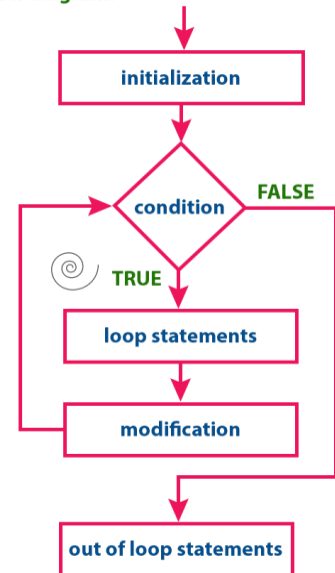 initialization
condition
FALSE
TRUE
loop statements
modification
out of loop statements